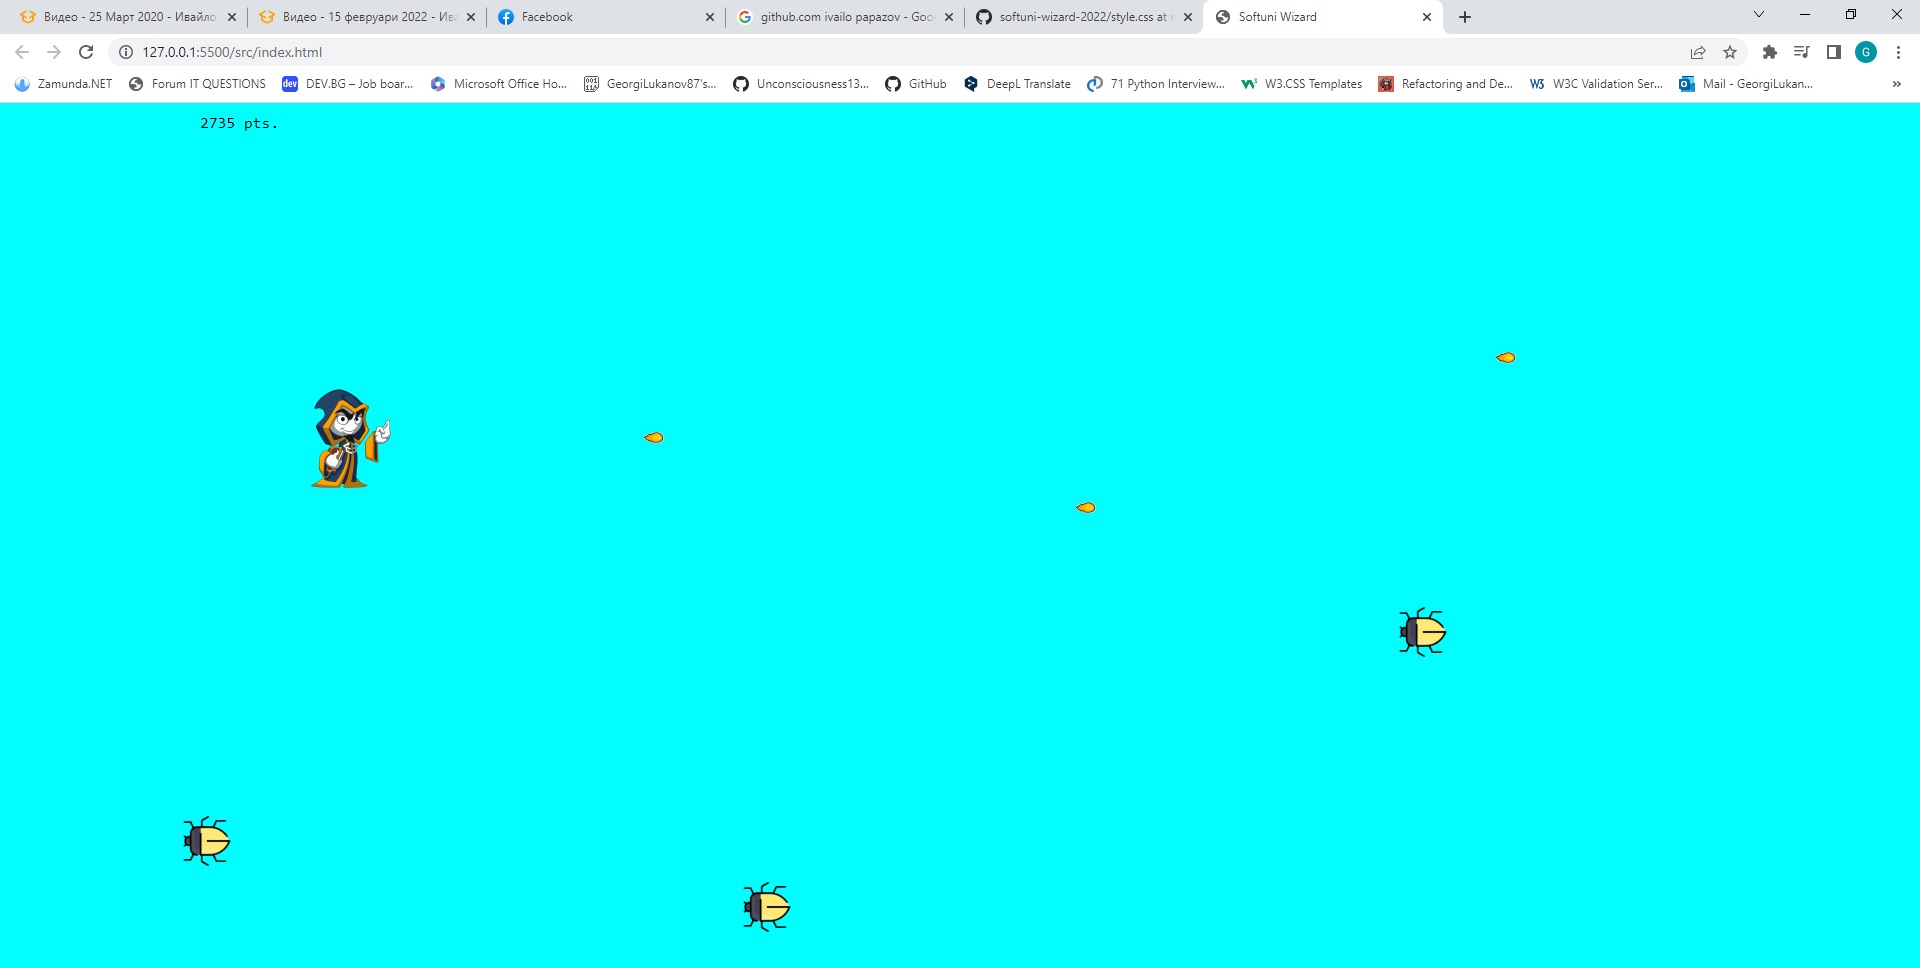 Видео - 25 Март 2020 - Ивайло
Видео - 15 февруари 2022 - Ива
Facebook
github.com ivailo papazov - Goo
softuni-wizard-2022/style.css at
Softuni Wizard
127.0.0.1:5500/src/index.html
G
Zamunda.NET
Forum IT QUESTIONS
dev
DEV.BG – Job boar...
Microsoft Office Ho...
GeorgiLukanov87's...
Unconsciousness13...
GitHub
DeepL Translate
71 Python Interview...
W3.CSS Templates
Refactoring and De...
W3C Validation Ser...
Mail - GeorgiLukan...
»
2735 pts.